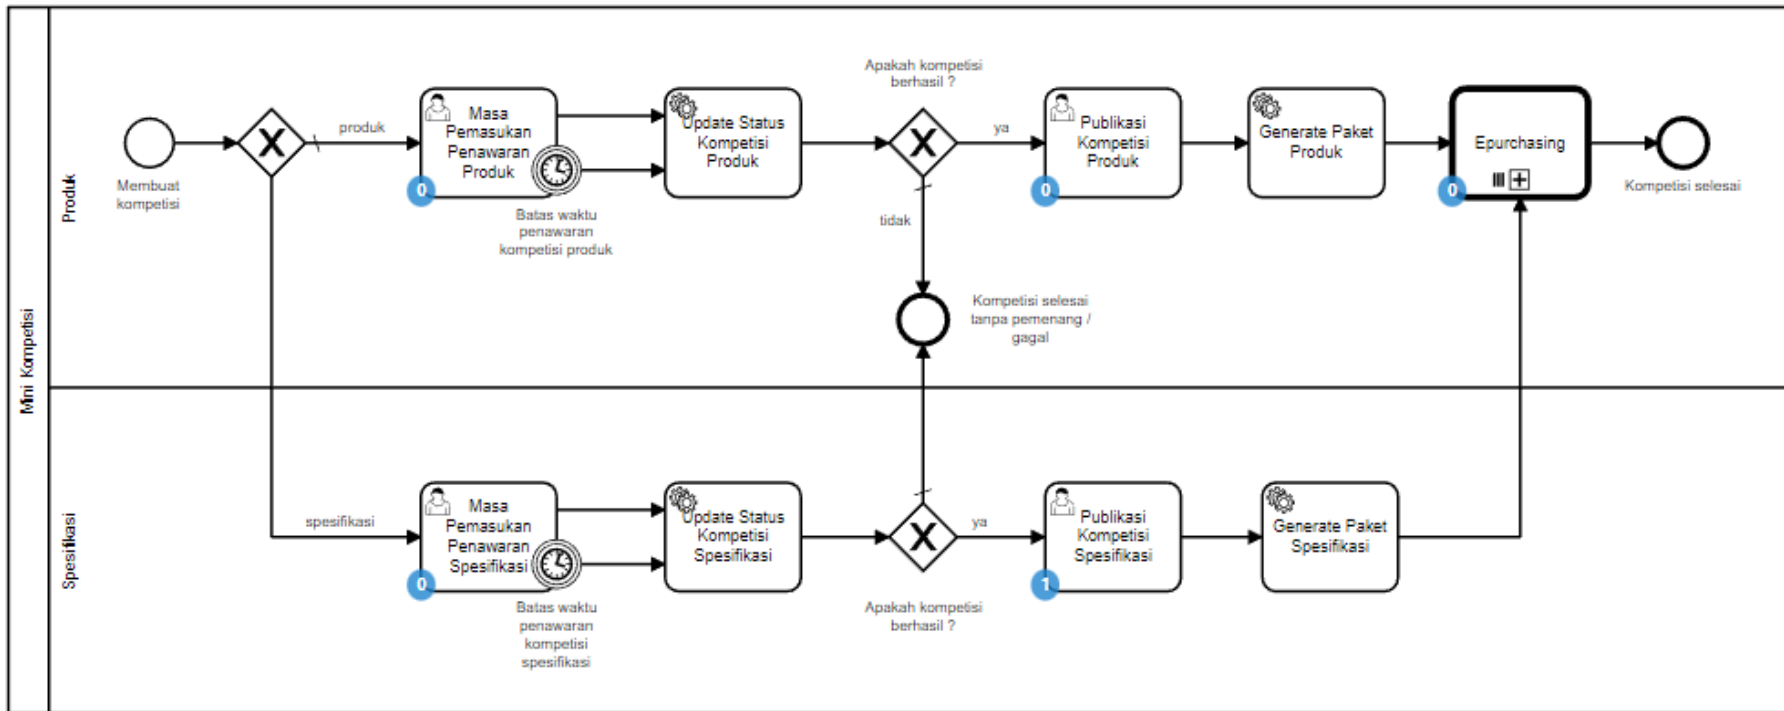 Mini Kompetisi
Produk
Membuat
kompetisi
produk
Masa
Pemasukan
Penawaran
Produk
0
Batas waktu
penawaran
kompetisi produk
Update Status
Kompetisi
Produk
Apakah kompetisi
berhasil ?
ya
tidak
Publikasi
Kompetisi
Produk
0
Generate Paket
Produk
Epurchasing
0
Kompetisi selesai
Kompetisi selesai
tanpa pemenang /
gagal
Spesifikasi
spesifikasi
Masa
Pemasukan
Penawaran
Spesifikasi
0
Batas waktu
penawaran
kompetisi
spesifikasi
Update Status
Kompetisi
Spesifikasi
ya
Apakah kompetisi
berhasil ?
Publikasi
Kompetisi
Spesifikasi
1
Generate Paket
Spesifikasi